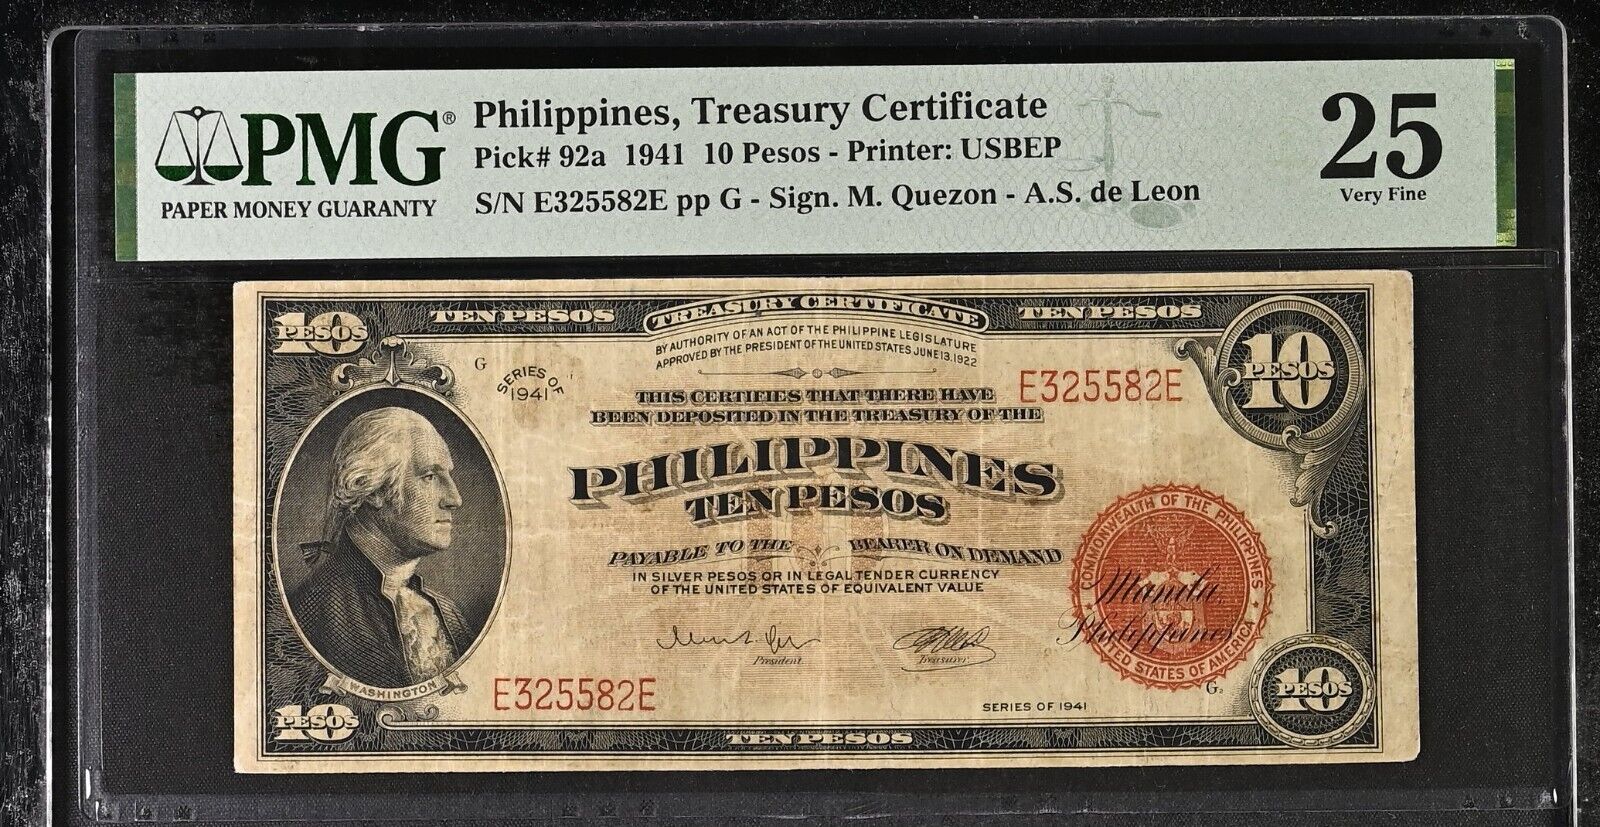 PMG®
PAPER MONEY GUARANTY
Philippines, Treasury Certificate
Pick# 92a 1941 10 Pesos - Printer: USBEP
S/N E325582E pp G - Sign. M. Quezon - A.S. de Leon
25
Very Fine
10 PESOS
TEN PESOS
TREASURY CERTIFICATE
TEN PESOS
10 PESOS
BY AUTHORITY OF AN ACT OF THE PHILIPPINE LEGISLATURE
APPROVED BY THE PRESIDENT OF THE UNITED STATES JUNE 13, 1922
G
SERIES OF
1941
THIS CERTIFIES THAT THERE HAVE
E325582E
BEEN DEPOSITED IN THE TREASURY OF THE
PHILIPPINES
TEN PESOS
PAYABLE TO THE BEARER ON DEMAND
IN SILVER PESOS OR IN LEGAL TENDER CURRENCY
OF THE UNITED STATES OF EQUIVALENT VALUE
COMMONWEALTH OF THE PHILIPPINES
UNITED STATES OF AMERICA
Manila,
Philippines
President
Treasurer
WASHINGTON
E325582E
G2
SERIES OF 1941
10 PESOS
TEN PESOS
10 PESOS